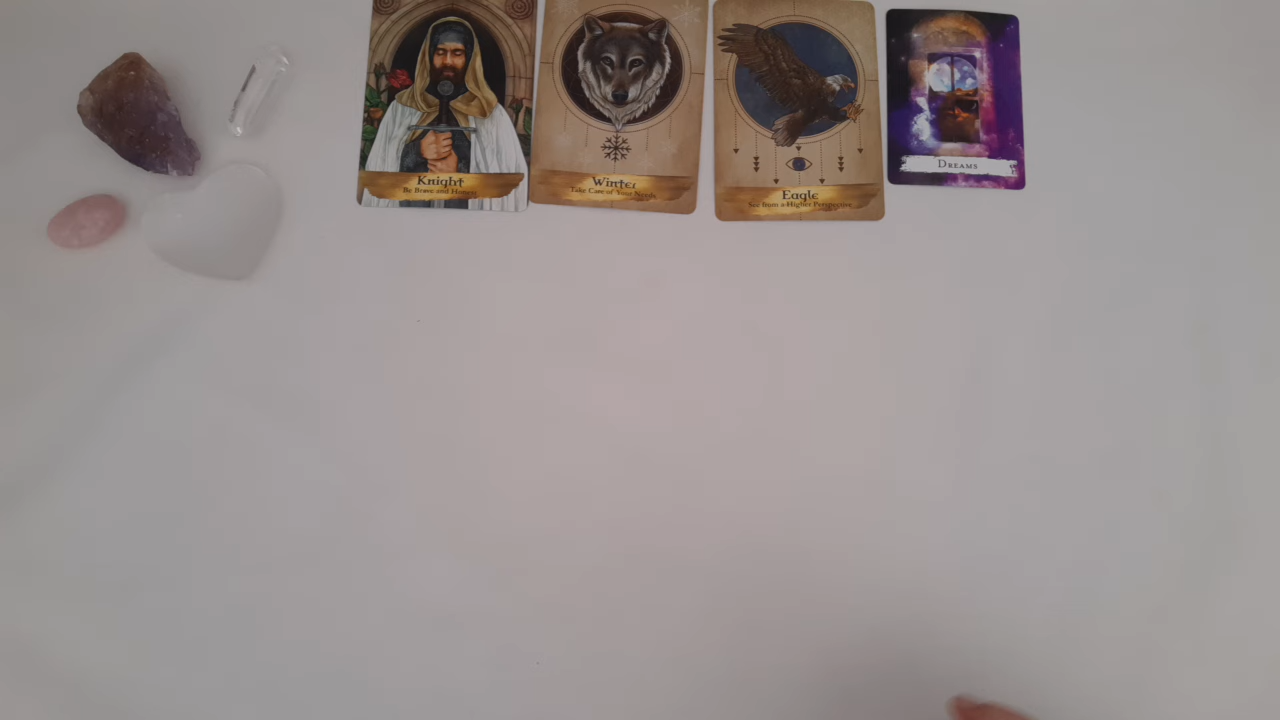 Knight
Be Brave and Honest
Winter
Take Care of Your Needs
Eagle
See from a Higher Perspective
Dreams